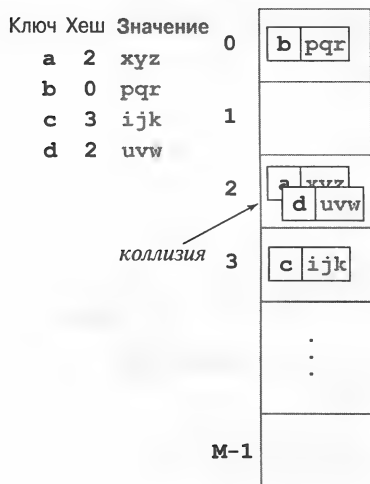 Ключ Хеш Значение
a 2 xyz
b 0 pqr
c 3 ijk
d 2 uvw
0
b pqr
1
2
a xyz
d uvw
коллизия
3
c ijk
M-1